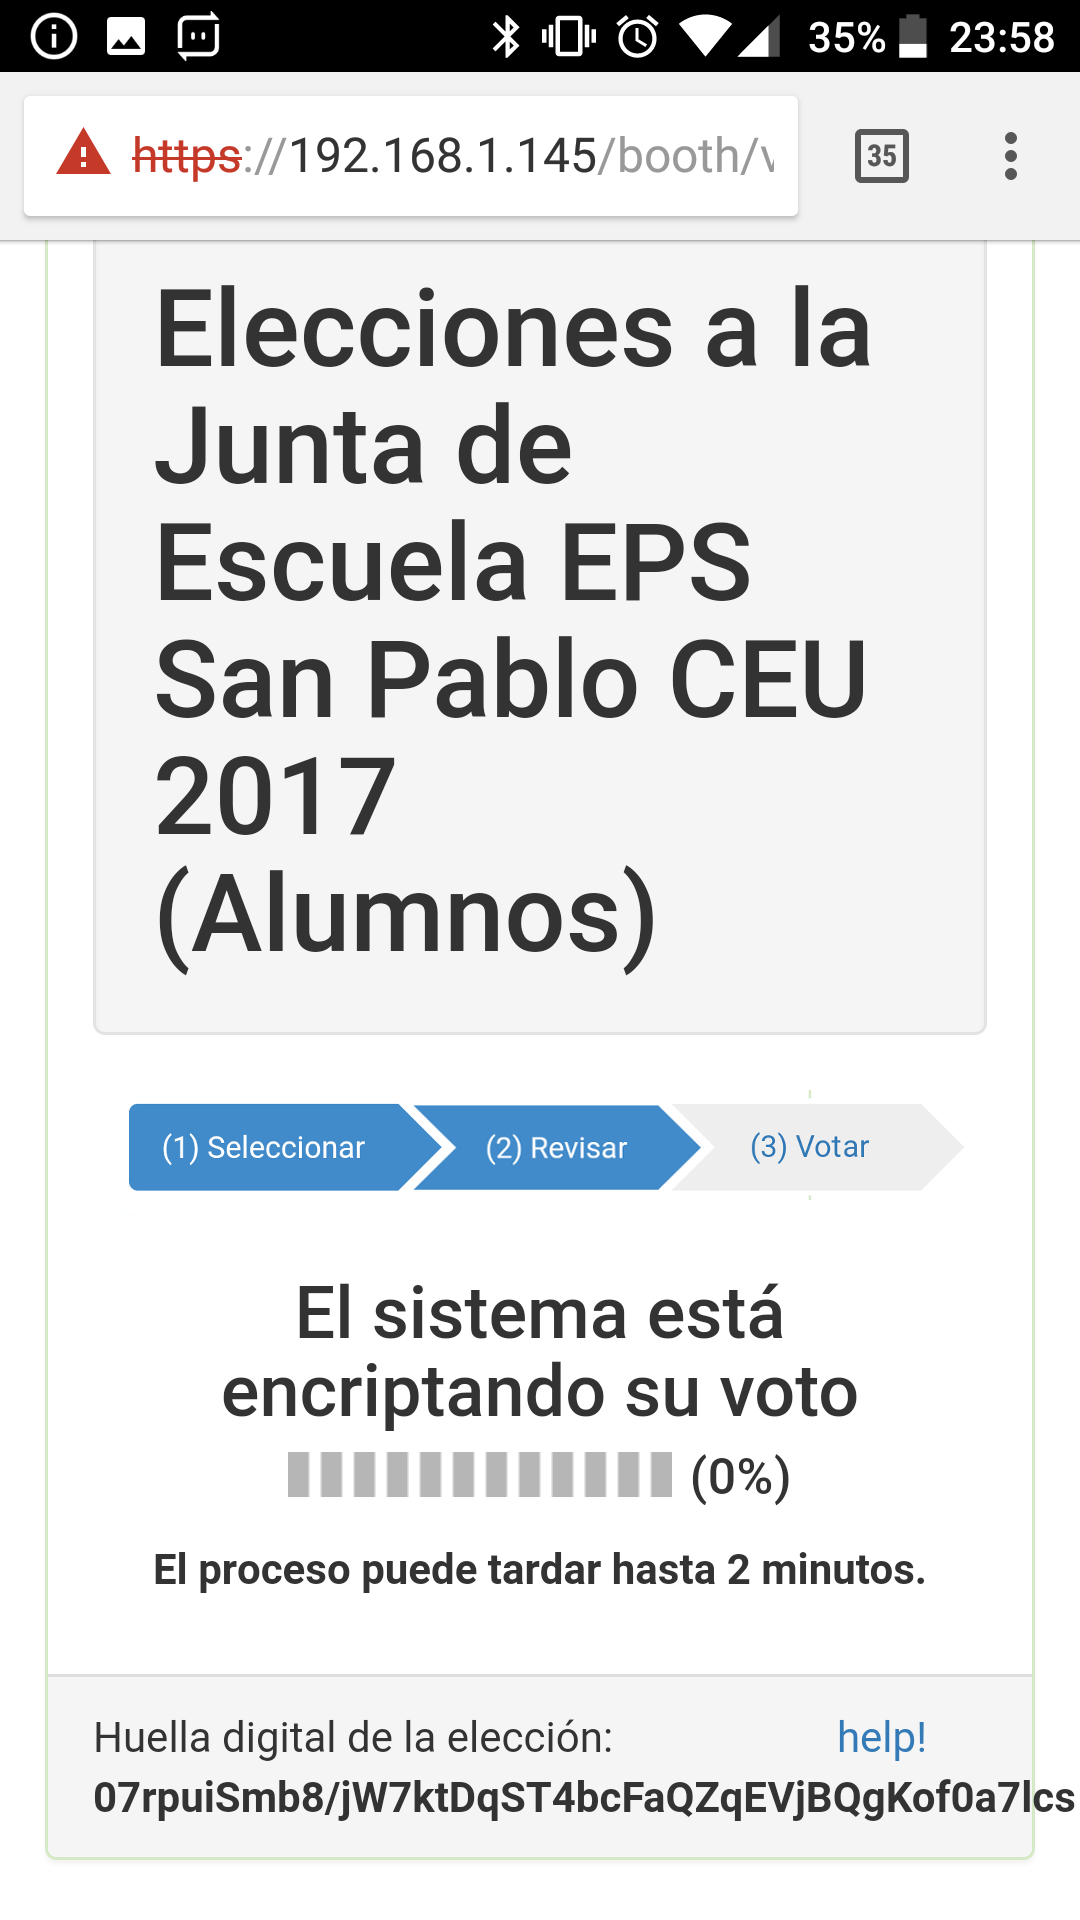 35% 23:58
https://192.168.1.145/booth/v
35
Elecciones a la
Junta de
Escuela EPS
San Pablo CEU
2017
(Alumnos)
(1) Seleccionar (2) Revisar (3) Votar
El sistema está
encriptando su voto
(0%)
El proceso puede tardar hasta 2 minutos.
Huella digital de la elección: help!
07rpuiSmb8/jW7ktDqST4bcFaQZqEVjBQgKof0a7lcs